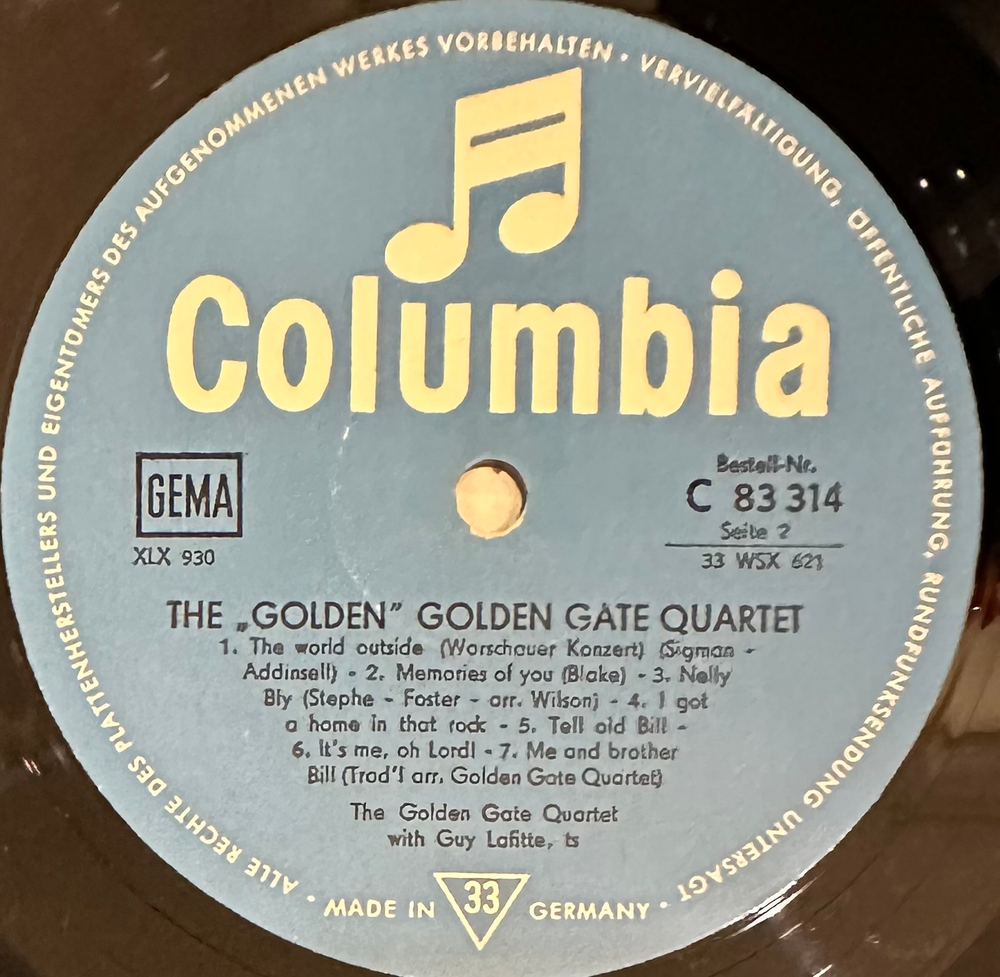 ALLE RECHTE DES PLATTENHERSTELLERS UND EIGENTÜMERS DES AUFGENOMMENEN WERKES VORBEHALTEN · VERVIELFÄLTIGUNG, ÖFFENTLICHE AUFFÜHRUNG, RUNDFUNKSENDUNG UNTERSAGT ·
Columbia
GEMA
XLX 930
Bestell-Nr.
C 83 314
Seite 2
33 WSX 621
THE „GOLDEN” GOLDEN GATE QUARTET
1. The world outside (Warschauer Konzert) (Sigman -
Addinsell) - 2. Memories of you (Blake) - 3. Nelly
Bly (Stephe - Foster - arr. Wilson) - 4. I got
a home in that rock - 5. Tell old Bill -
6. It's me, oh Lord! - 7. Me and brother
Bill (Trad'l arr. Golden Gate Quartet)
The Golden Gate Quartet
with Guy Lafitte, ts
· MADE IN 33 GERMANY ·